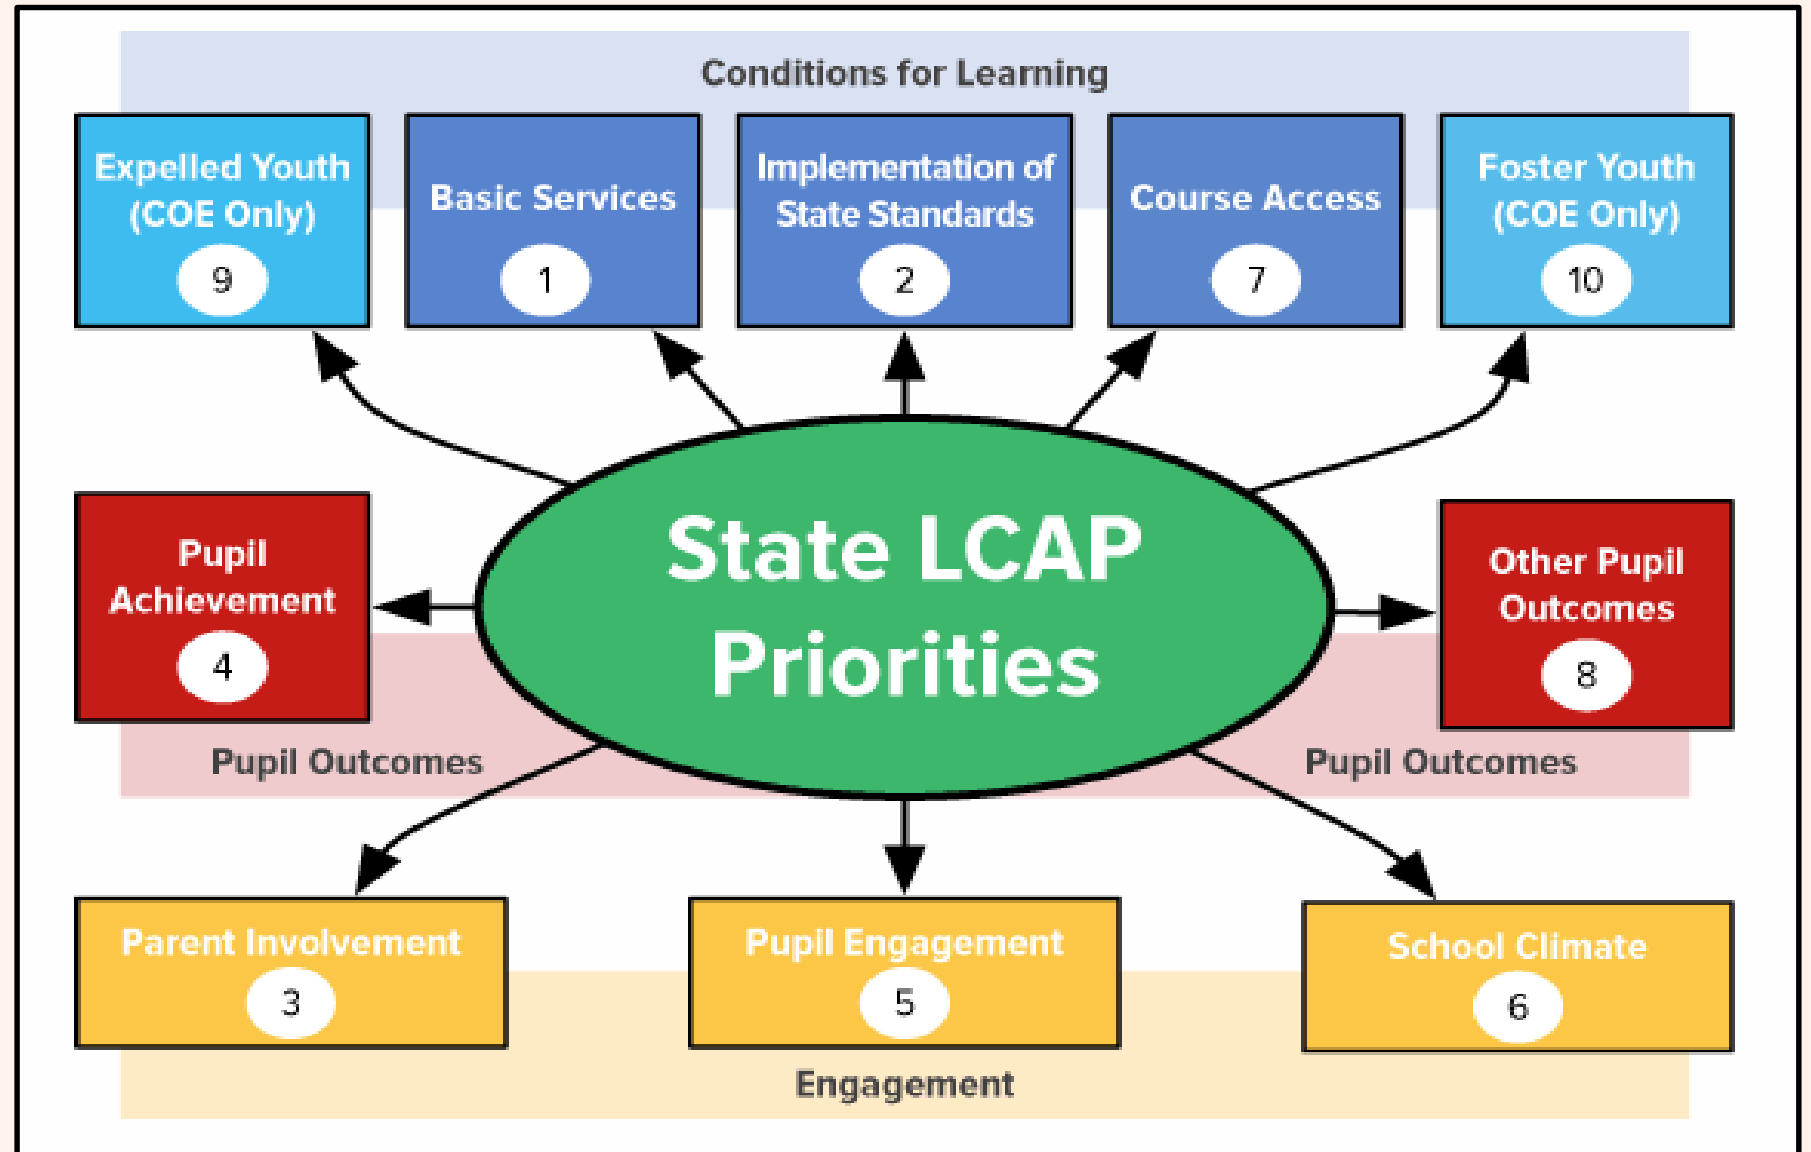 Conditions for Learning
Expelled Youth
(COE Only)
9
Basic Services
1
Implementation of
State Standards
2
Course Access
7
Foster Youth
(COE Only)
10
State LCAP
Priorities
Pupil
Achievement
4
Other Pupil
Outcomes
8
Pupil Outcomes
Pupil Outcomes
Parent Involvement
3
Pupil Engagement
5
School Climate
6
Engagement